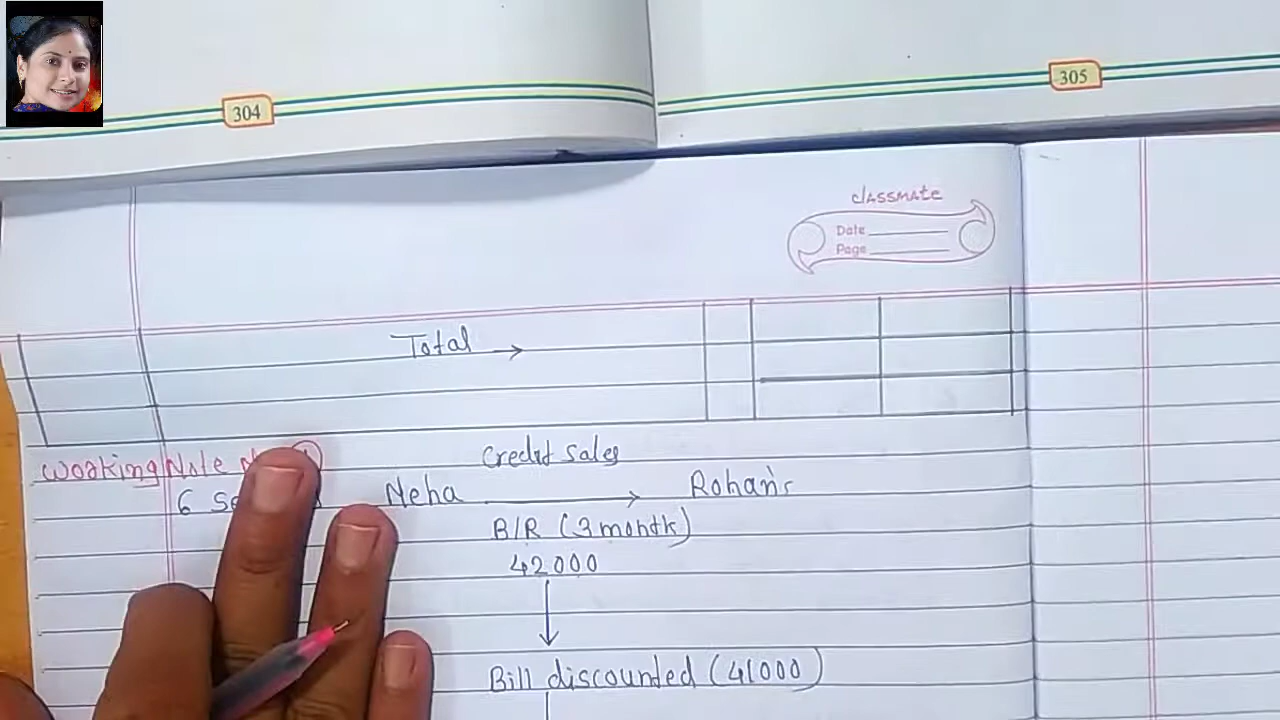 304
305
classmate
Date
Page
Total →
Working Note
6
Credit sales
Neha → Rohan's
B/R (3 month)
42000
Bill discounted (41000)